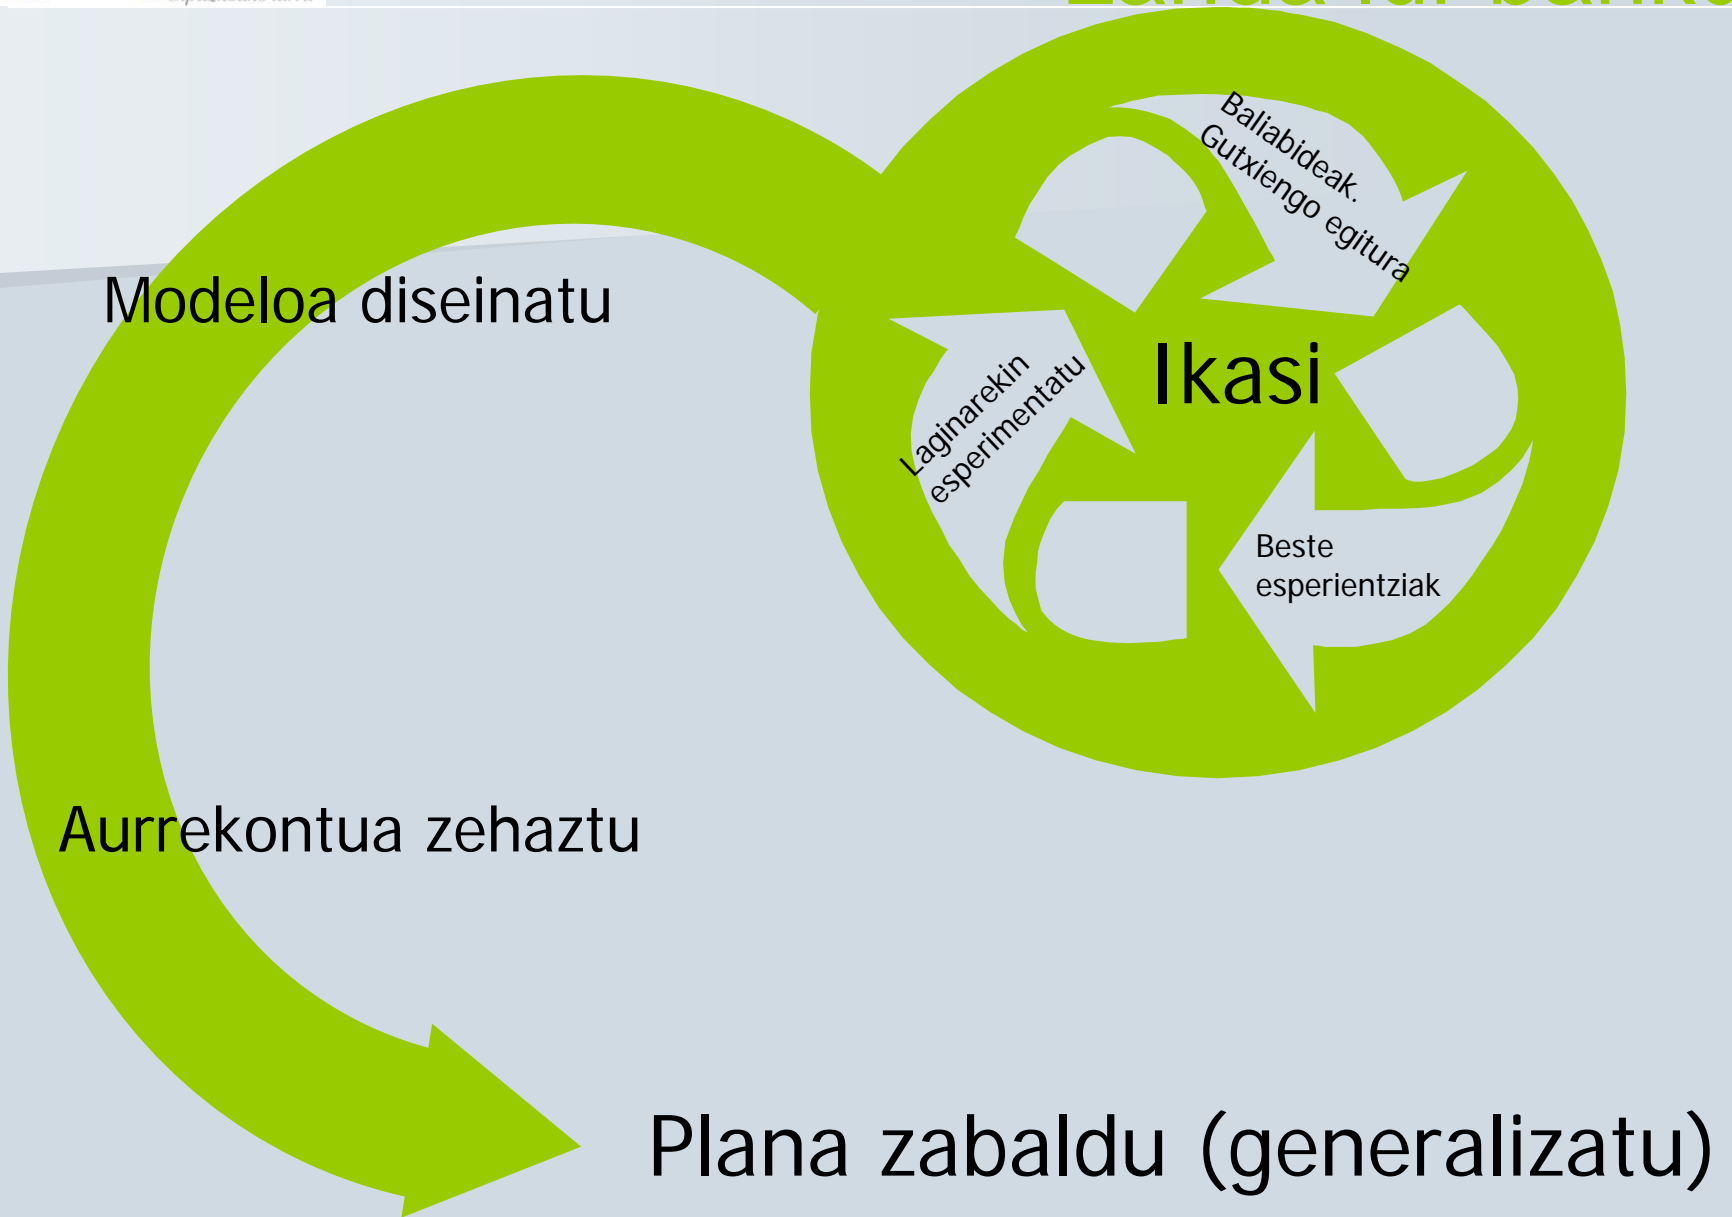 Baliabideak.
Gutxiengo egitura
Modeloa diseinatu
Ikasi
Laginarekin
esperimentatu
Beste
esperientziak
Aurrekontua zehaztu
Plana zabaldu (generalizatu)